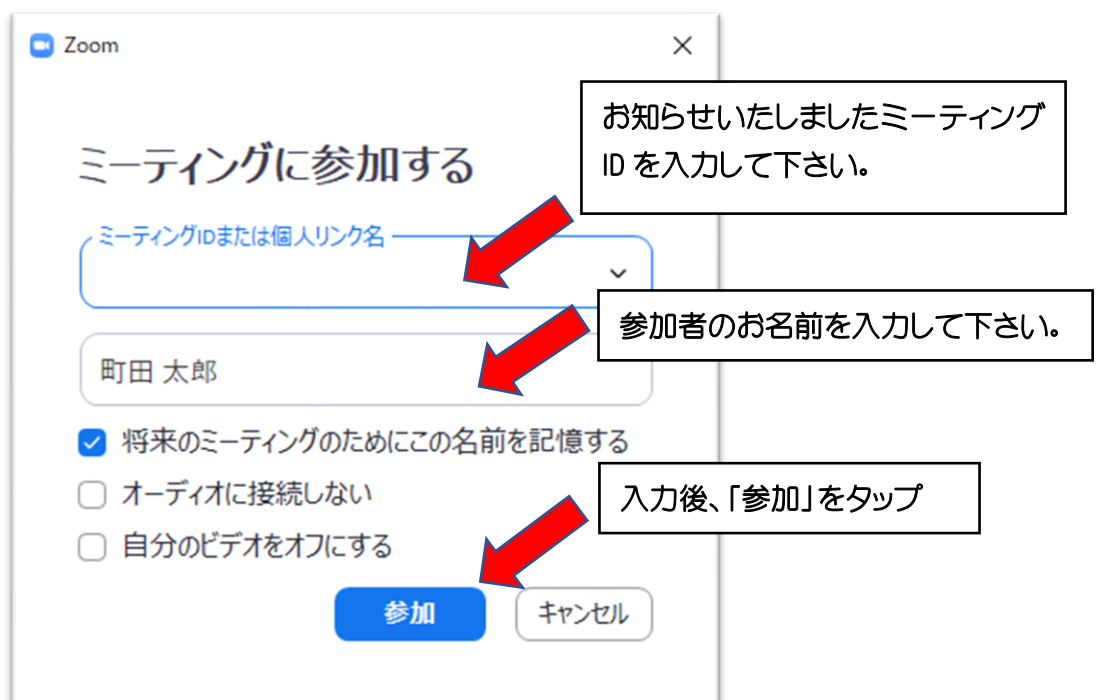 Zoom
お知らせいたしましたミーティング
IDを入力して下さい。
ミーティングに参加する
ミーティングIDまたは個人リンク名
参加者のお名前を入力して下さい。
町田 太郎
将来のミーティングのためにこの名前を記憶する
入力後、「参加」をタップ
オーディオに接続しない
自分のビデオをオフにする
参加
キャンセル